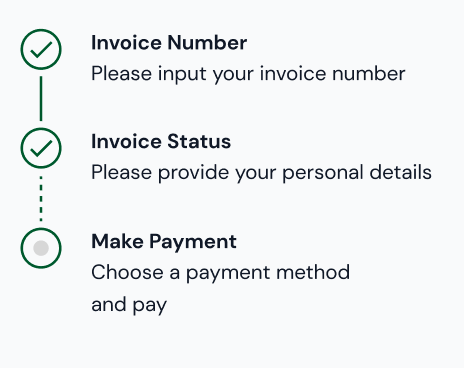 Invoice Number
Please input your invoice number
Invoice Status
Please provide your personal details
Make Payment
Choose a payment method
and pay